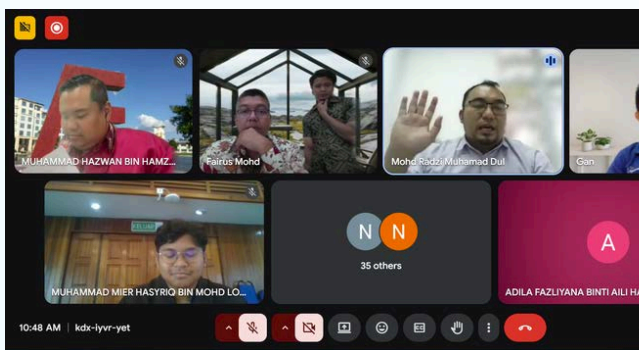 MUHAMMAD HAZWAN BIN HAMZ...
Fairus Mohd
Mohd Radzi Muhamad Dul
Gan
KELUAR
MUHAMMAD MIER HASYRIQ BIN MOHD LO...
N N
35 others
A
ADILA FAZLIYANA BINTI AILI HA
10:48 AM | kdx-iyvr-yet